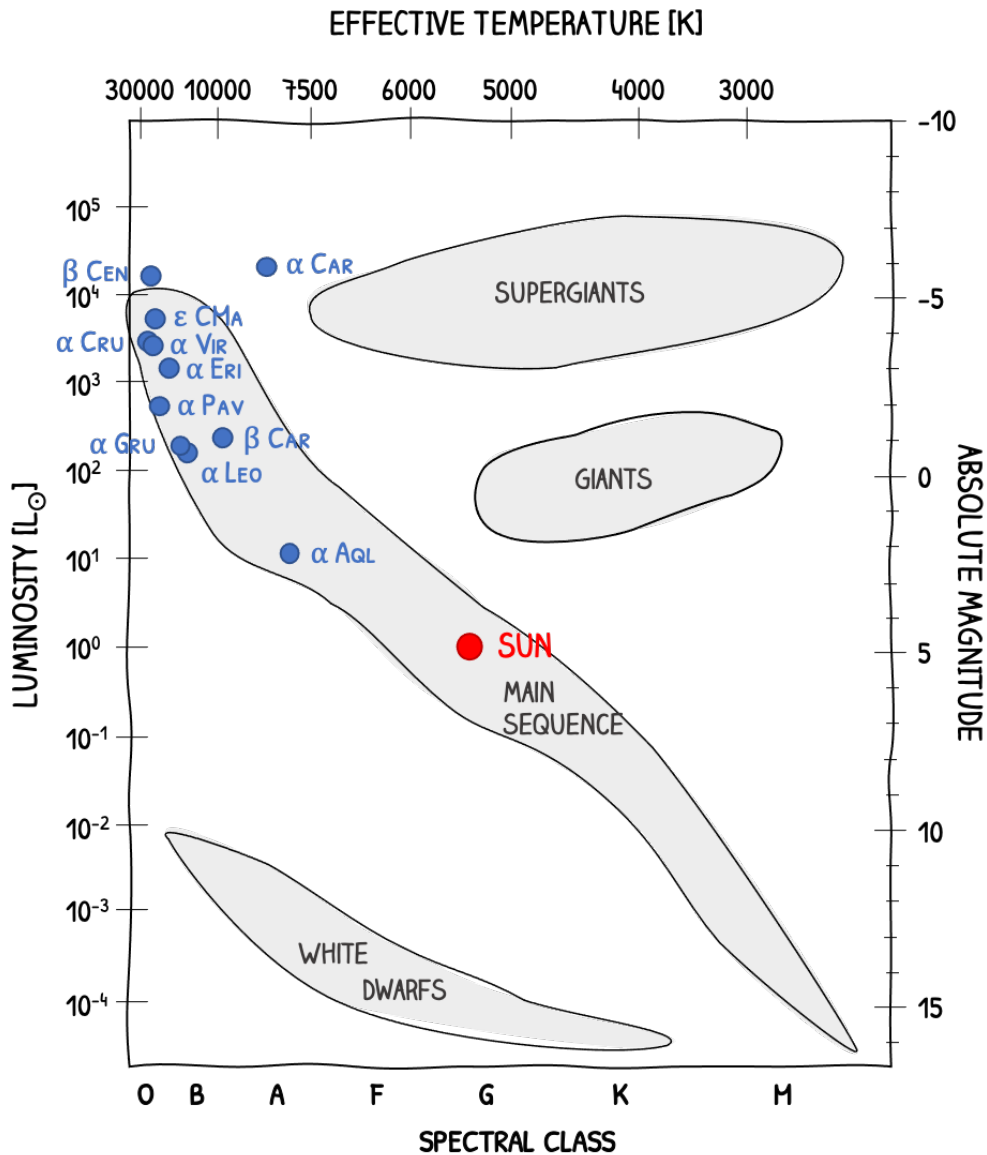 EFFECTIVE TEMPERATURE [K]
30000 10000 7500 6000 5000 4000 3000
-10
10⁵
β CEN
α CAR
10⁴
SUPERGIANTS
-5
ε CMA
α CRU
α VIR
α ERI
10³
α PAV
α GRU
β CAR
α LEO
10²
GIANTS
0
10¹
α AQL
10⁰
SUN
5
MAIN
SEQUENCE
10⁻¹
10⁻²
10
10⁻³
WHITE
DWARFS
10⁻⁴
15
LUMINOSITY [L☉]
ABSOLUTE MAGNITUDE
O B A F G K M
SPECTRAL CLASS